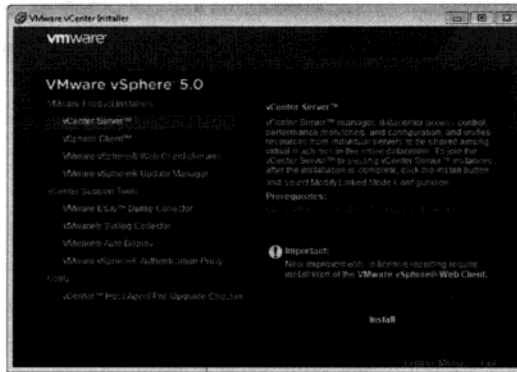 VMware vCenter Installer
vmware
VMware vSphere 5.0
VMware Product Installers
vCenter Server™
vSphere Client™
VMware vSphere® Web Client (Server)
VMware vSphere® Update Manager
vCenter Support Tools
VMware ESXi™ Dump Collector
VMware® Syslog Collector
VMware® Auto Deploy
VMware vSphere® Authentication Proxy
Utility
vCenter™ Host Agent Pre-Upgrade Checker
vCenter Server™
vCenter Server™ manages datacenter access control,
performance monitoring, and configuration, and unifies
resources from individual servers to be shared among
virtual machines in the entire datacenter. To join the
vCenter Server™ to existing vCenter Server™ instances
after the installation is complete, click the install button
and select Modify Linked Mode Configuration.
Prerequisites:
Important:
New improvements in license reporting require
installation of the VMware vSphere® Web Client.
Install
Explore Media
Exit